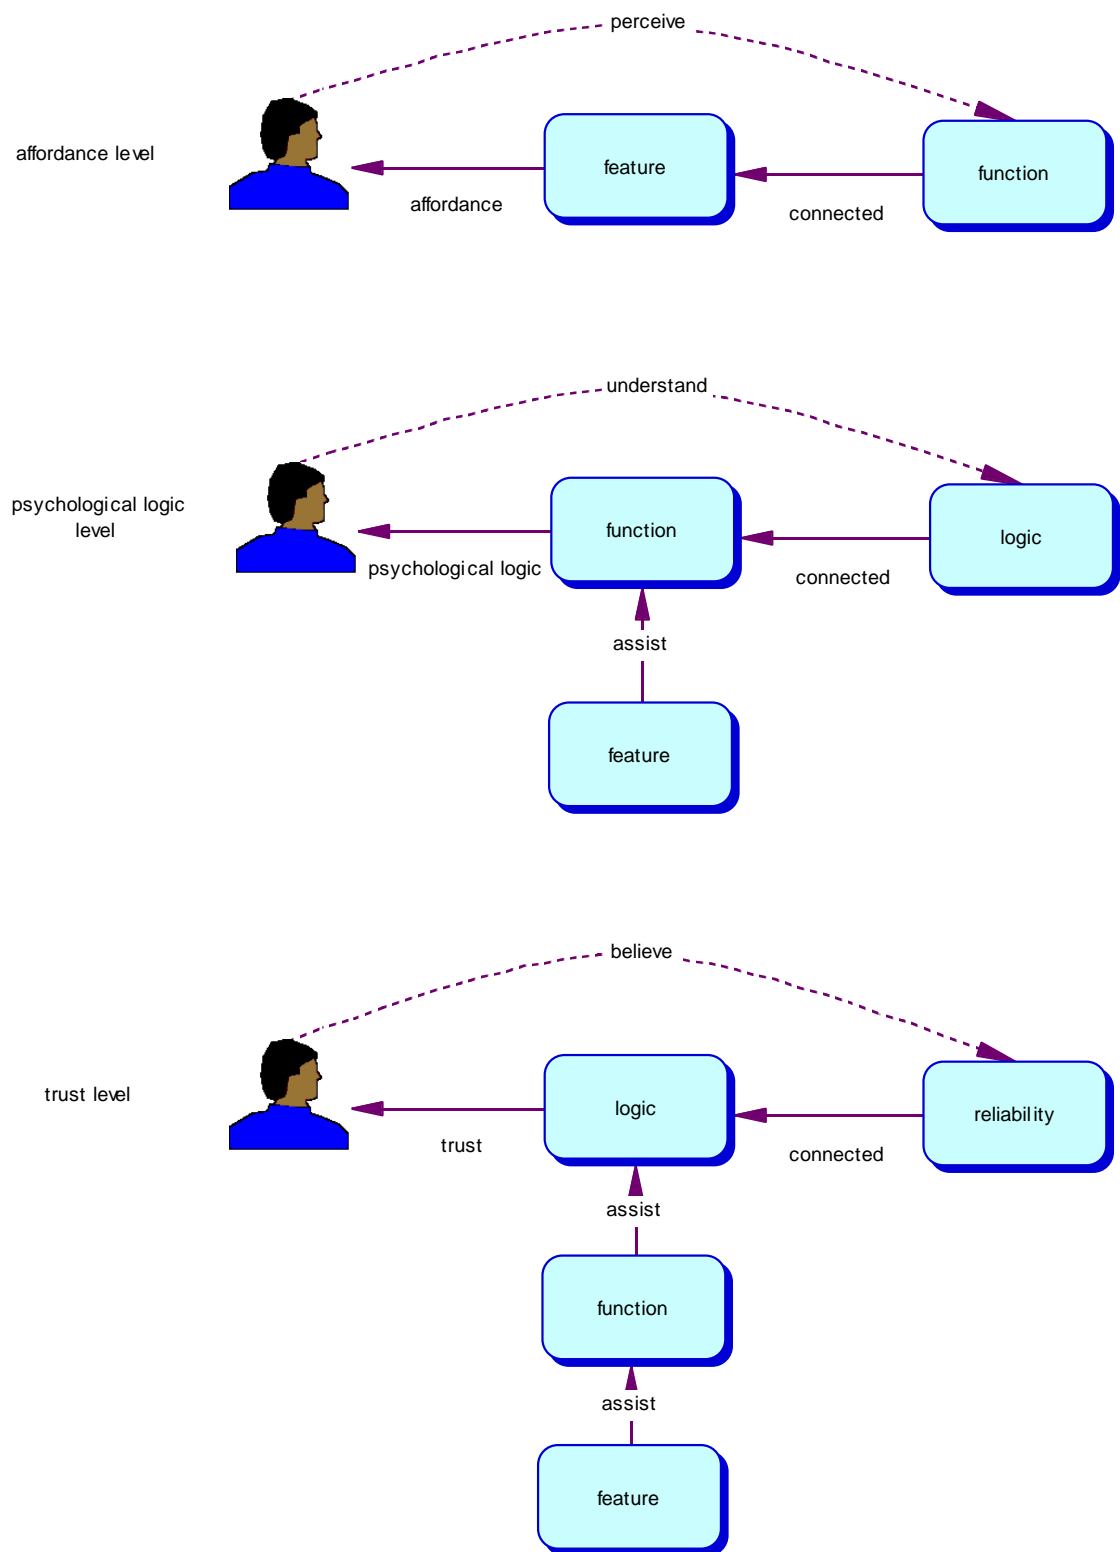 perceive
affordance level
feature
function
affordance
connected
understand
psychological logic
level
function
logic
psychological logic
connected
assist
feature
believe
trust level
logic
reliability
trust
connected
assist
function
assist
feature